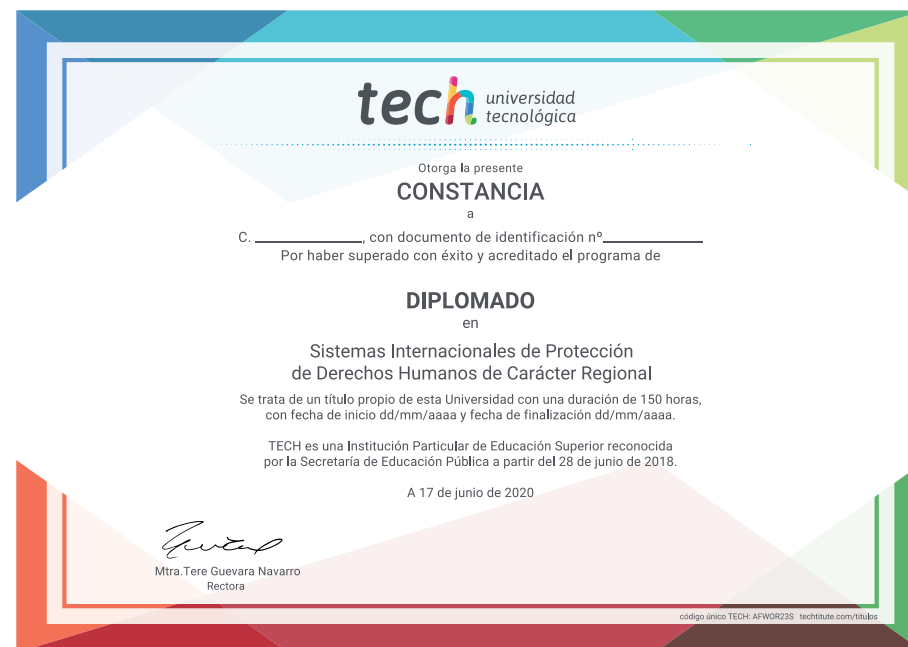 tech universidad
tecnológica
Otorga la presente
CONSTANCIA
a
C. ______________, con documento de identificación nº_____________
Por haber superado con éxito y acreditado el programa de
DIPLOMADO
en
Sistemas Internacionales de Protección
de Derechos Humanos de Carácter Regional
Se trata de un título propio de esta Universidad con una duración de 150 horas,
con fecha de inicio dd/mm/aaaa y fecha de finalización dd/mm/aaaa.
TECH es una Institución Particular de Educación Superior reconocida
por la Secretaría de Educación Pública a partir del 28 de junio de 2018.
A 17 de junio de 2020
Mtra.Tere Guevara Navarro
Rectora
código único TECH: AFWOR23S techtitute.com/titulos